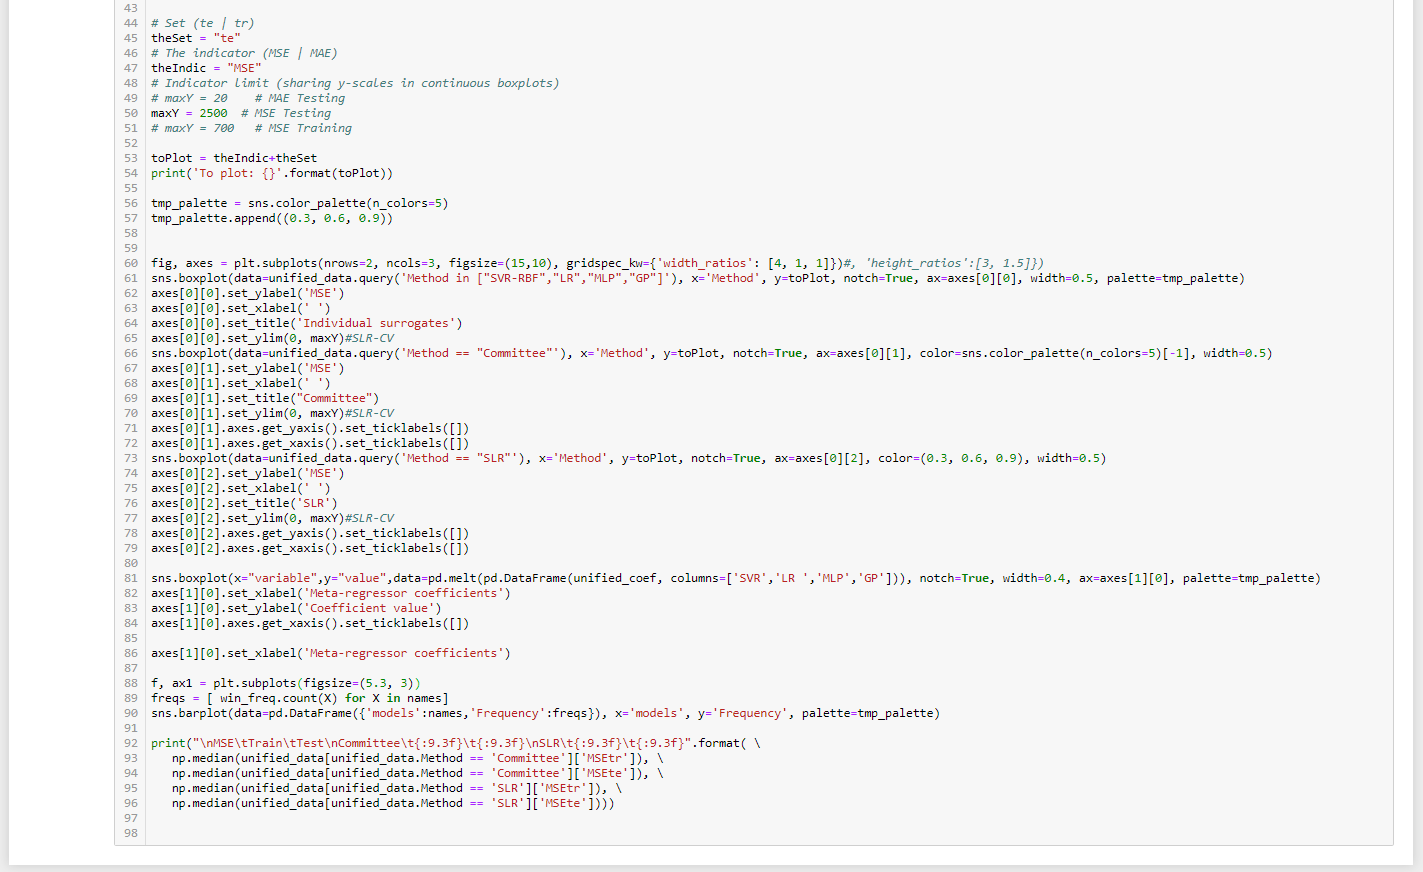 43
44 # Set (te | tr)
45 theSet = "te"
46 # The indicator (MSE | MAE)
47 theIndic = "MSE"
48 # Indicator limit (sharing y-scales in continuous boxplots)
49 # maxY = 20    # MAE Testing
50 maxY = 2500  # MSE Testing
51 # maxY = 700   # MSE Training
52
53 toPlot = theIndic+theSet
54 print('To plot: {}'.format(toPlot))
55
56 tmp_palette = sns.color_palette(n_colors=5)
57 tmp_palette.append((0.3, 0.6, 0.9))
58
59
60 fig, axes = plt.subplots(nrows=2, ncols=3, figsize=(15,10), gridspec_kw={'width_ratios': [4, 1, 1]})#, 'height_ratios':[3, 1.5]})
61 sns.boxplot(data=unified_data.query('Method in ["SVR-RBF","LR","MLP","GP"]'), x='Method', y=toPlot, notch=True, ax=axes[0][0], width=0.5, palette=tmp_palette)
62 axes[0][0].set_ylabel('MSE')
63 axes[0][0].set_xlabel(' ')
64 axes[0][0].set_title('Individual surrogates')
65 axes[0][0].set_ylim(0, maxY)#SLR-CV
66 sns.boxplot(data=unified_data.query('Method == "Committee"'), x='Method', y=toPlot, notch=True, ax=axes[0][1], color=sns.color_palette(n_colors=5)[-1], width=0.5)
67 axes[0][1].set_ylabel('MSE')
68 axes[0][1].set_xlabel(' ')
69 axes[0][1].set_title("Committee")
70 axes[0][1].set_ylim(0, maxY)#SLR-CV
71 axes[0][1].axes.get_yaxis().set_ticklabels([])
72 axes[0][1].axes.get_xaxis().set_ticklabels([])
73 sns.boxplot(data=unified_data.query('Method == "SLR"'), x='Method', y=toPlot, notch=True, ax=axes[0][2], color=(0.3, 0.6, 0.9), width=0.5)
74 axes[0][2].set_ylabel('MSE')
75 axes[0][2].set_xlabel(' ')
76 axes[0][2].set_title('SLR')
77 axes[0][2].set_ylim(0, maxY)#SLR-CV
78 axes[0][2].axes.get_yaxis().set_ticklabels([])
79 axes[0][2].axes.get_xaxis().set_ticklabels([])
80
81 sns.boxplot(x="variable",y="value",data=pd.melt(pd.DataFrame(unified_coef, columns=['SVR','LR ','MLP','GP'])), notch=True, width=0.4, ax=axes[1][0], palette=tmp_palette)
82 axes[1][0].set_xlabel('Meta-regressor coefficients')
83 axes[1][0].set_ylabel('Coefficient value')
84 axes[1][0].axes.get_xaxis().set_ticklabels([])
85
86 axes[1][0].set_xlabel('Meta-regressor coefficients')
87
88 f, ax1 = plt.subplots(figsize=(5.3, 3))
89 freqs = [ win_freq.count(X) for X in names]
90 sns.barplot(data=pd.DataFrame({'models':names,'Frequency':freqs}), x='models', y='Frequency', palette=tmp_palette)
91
92 print("\nMSE\tTrain\tTest\nCommittee\t{:9.3f}\t{:9.3f}\nSLR\t{:9.3f}\t{:9.3f}".format( \
93    np.median(unified_data[unified_data.Method == 'Committee']['MSEtr']), \
94    np.median(unified_data[unified_data.Method == 'Committee']['MSEte']), \
95    np.median(unified_data[unified_data.Method == 'SLR']['MSEtr']), \
96    np.median(unified_data[unified_data.Method == 'SLR']['MSEte'])))
97
98